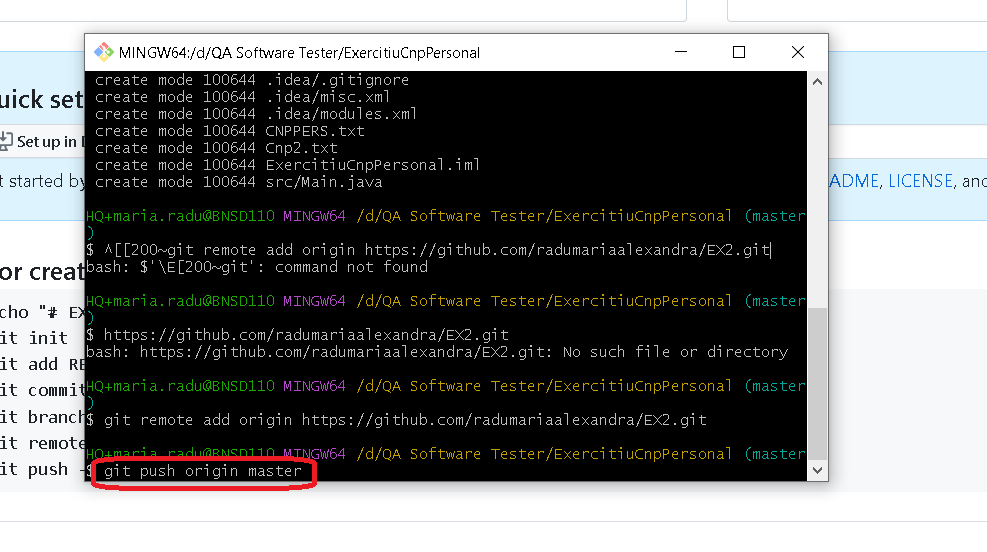 uick set
Set up in
t started by
ADME, LICENSE, and
or creat
cho "# EX
it init
it add RE
it commit
it branch
it remote
it push -
MINGW64:/d/QA Software Tester/ExercitiuCnpPersonal
create mode 100644 .idea/.gitignore
create mode 100644 .idea/misc.xml
create mode 100644 .idea/modules.xml
create mode 100644 CNPPERS.txt
create mode 100644 Cnp2.txt
create mode 100644 ExercitiuCnpPersonal.iml
create mode 100644 src/Main.java
HQ+maria.radu@BNSD110 MINGW64 /d/QA Software Tester/ExercitiuCnpPersonal (master
)
$ ^[[200~git remote add origin https://github.com/radumariaalexandra/EX2.git
bash: $'\E[200~git': command not found
HQ+maria.radu@BNSD110 MINGW64 /d/QA Software Tester/ExercitiuCnpPersonal (master
)
$ https://github.com/radumariaalexandra/EX2.git
bash: https://github.com/radumariaalexandra/EX2.git: No such file or directory
HQ+maria.radu@BNSD110 MINGW64 /d/QA Software Tester/ExercitiuCnpPersonal (master
)
$ git remote add origin https://github.com/radumariaalexandra/EX2.git
HQ+maria.radu@BNSD110 MINGW64 /d/QA Software Tester/ExercitiuCnpPersonal (master
$ git push origin master